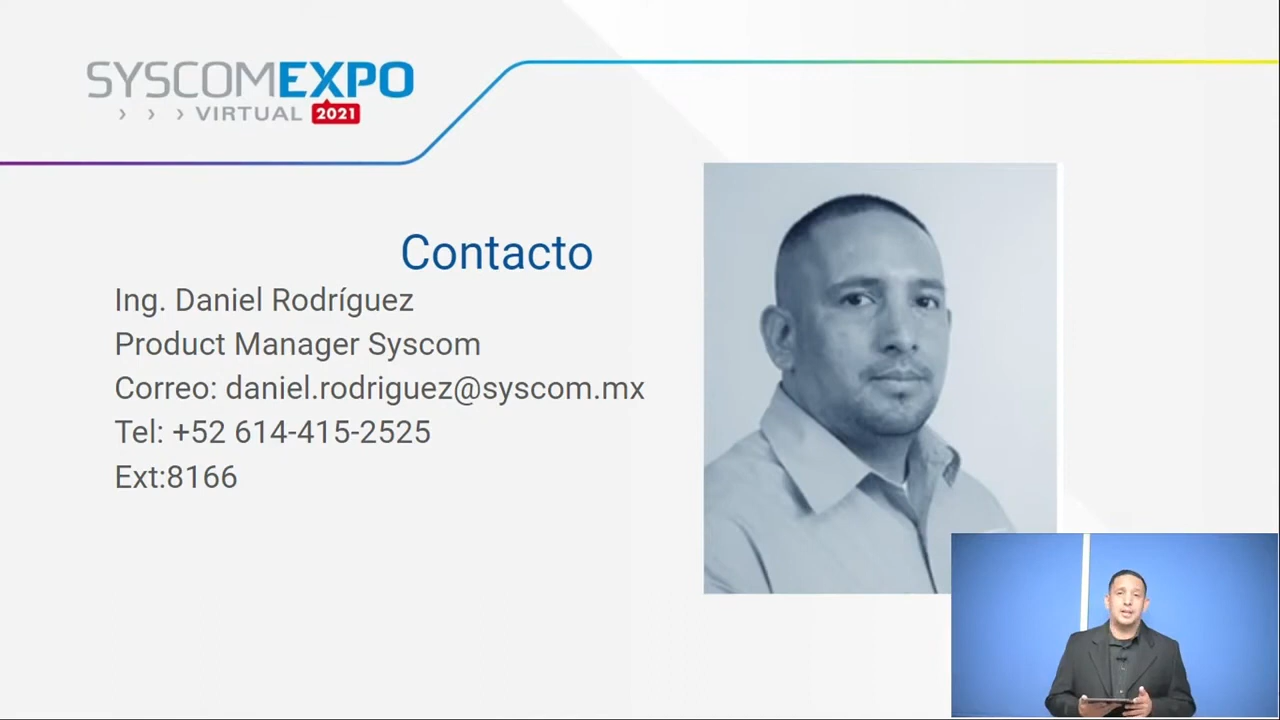 SYSCOMEXPO
› › › VIRTUAL 2021
Contacto
Ing. Daniel Rodríguez
Product Manager Syscom
Correo: daniel.rodriguez@syscom.mx
Tel: +52 614-415-2525
Ext:8166